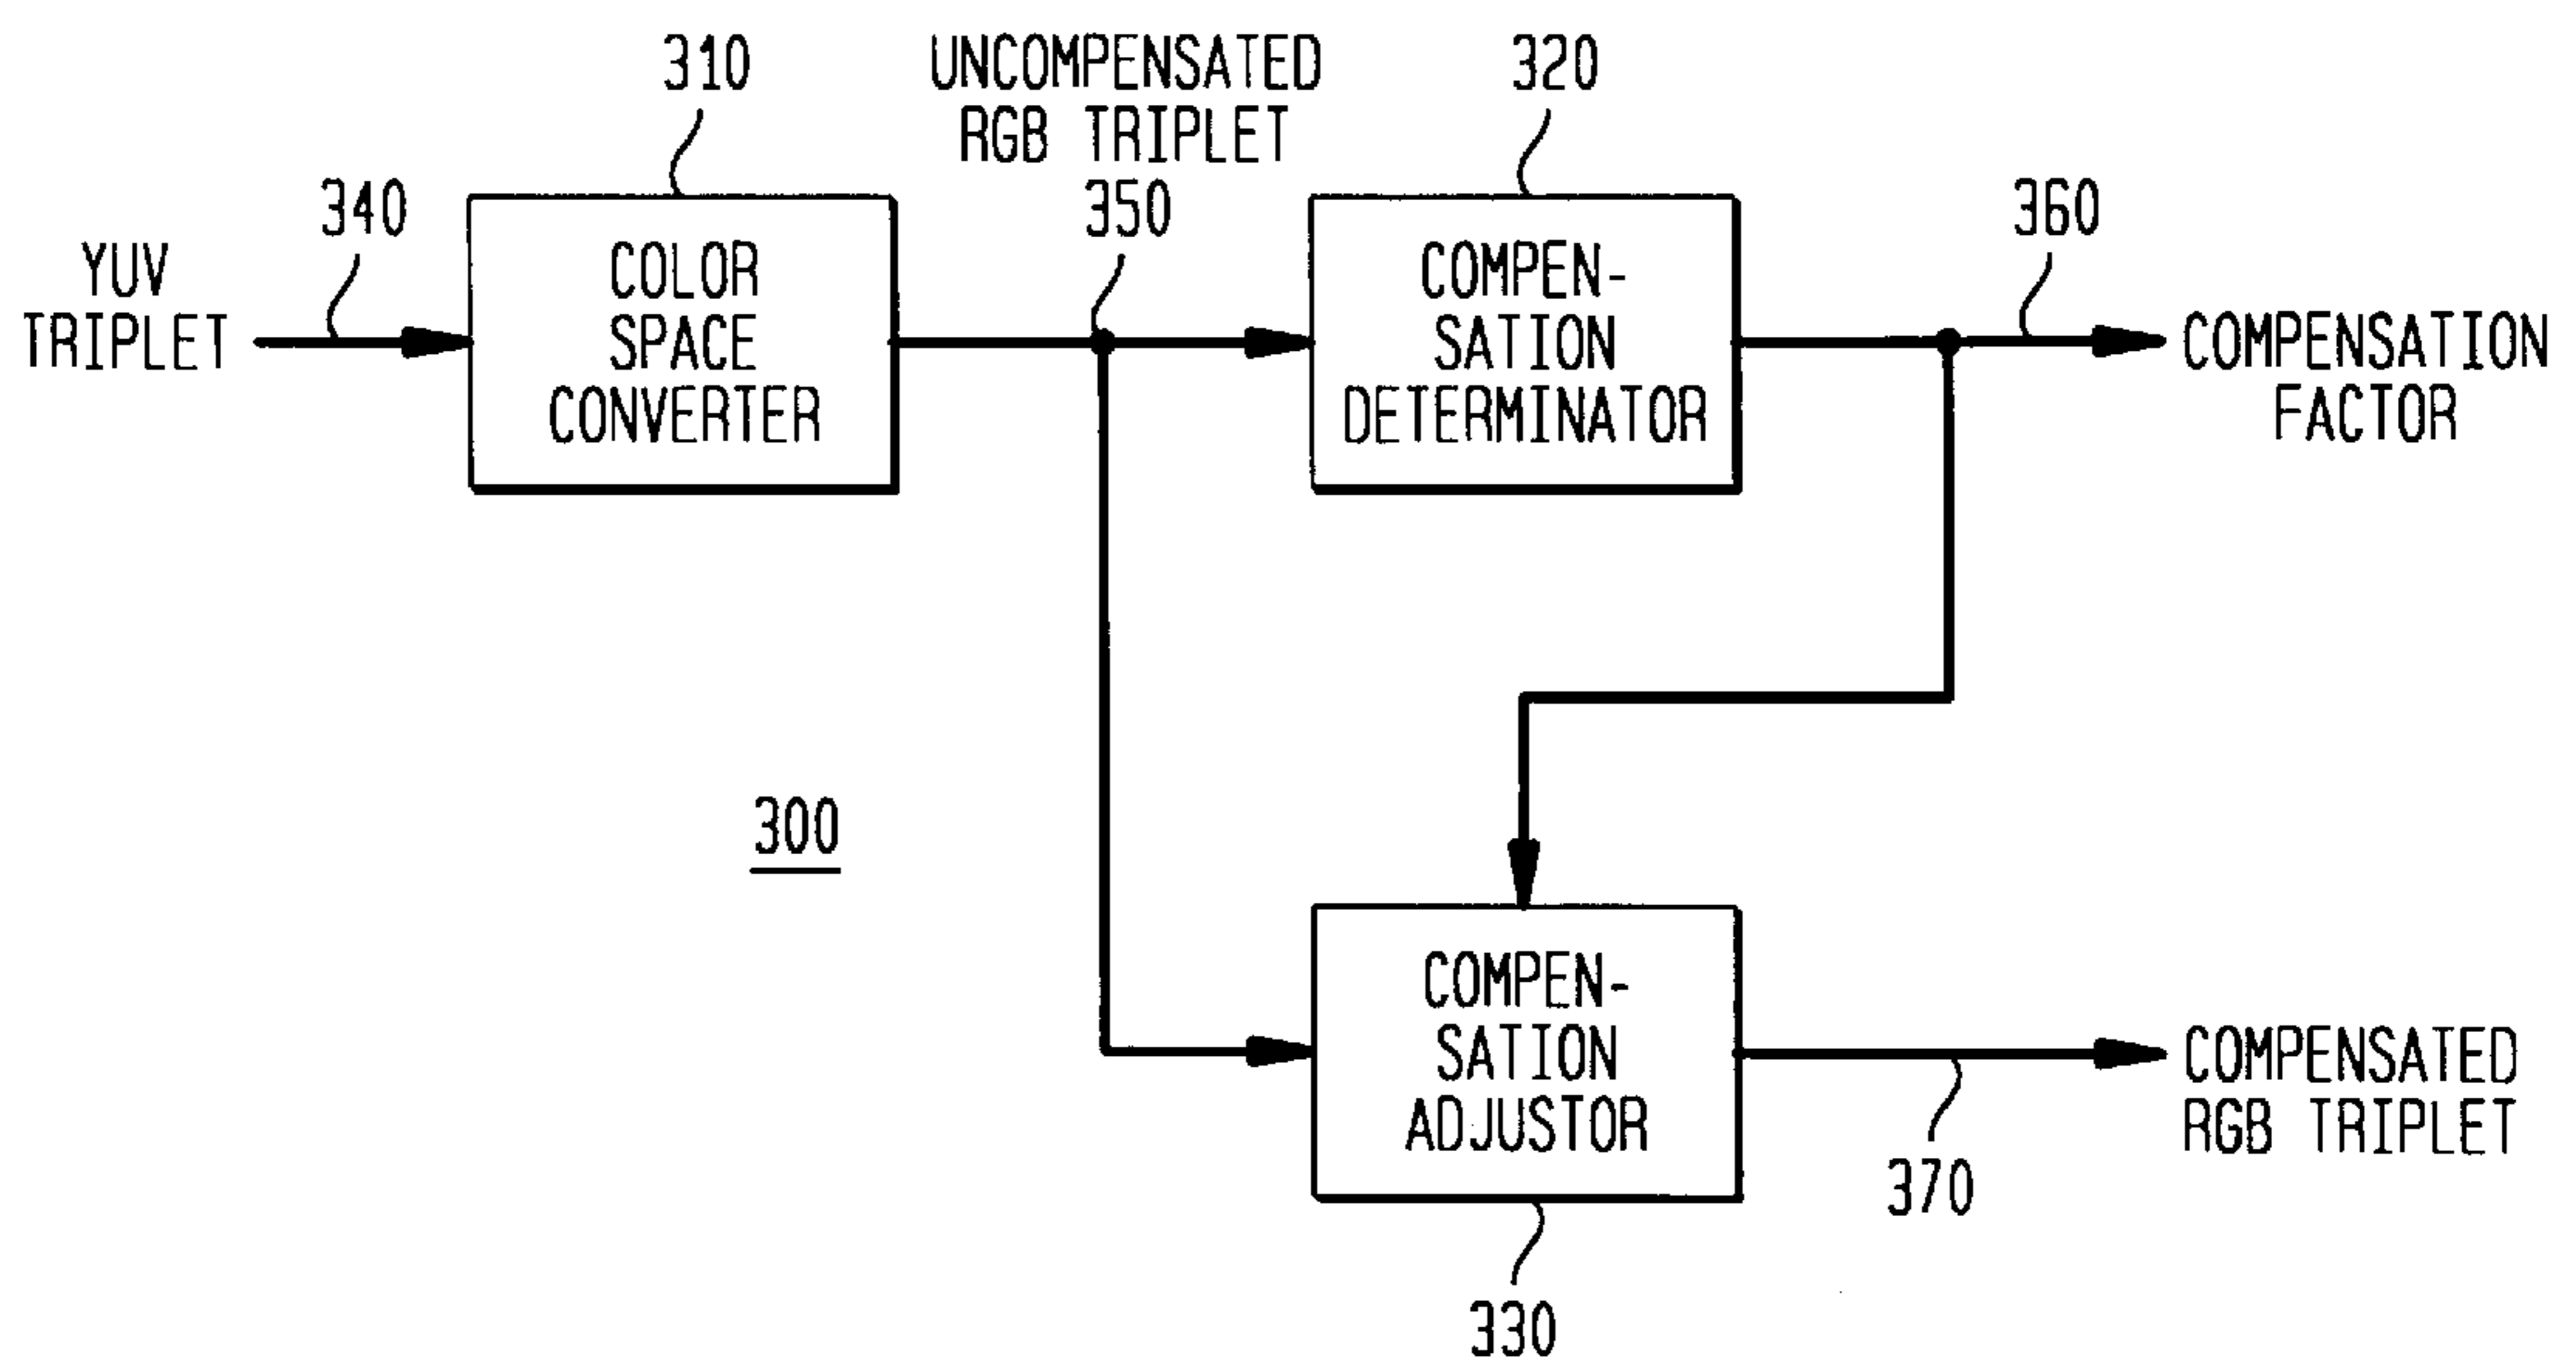 310
UNCOMPENSATED
RGB TRIPLET
350
320
340
360
YUV
TRIPLET
COLOR
SPACE
CONVERTER
COMPEN-
SATION
DETERMINATOR
COMPENSATION
FACTOR
300
COMPEN-
SATION
ADJUSTOR
COMPENSATED
RGB TRIPLET
370
330